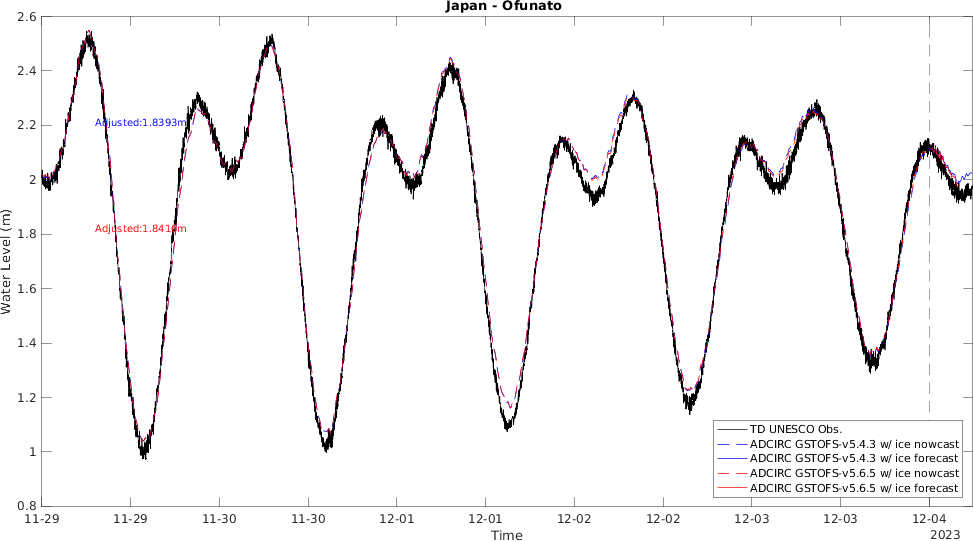 Japan - Ofunato
2.6
2.4
2.2
2
1.8
1.6
1.4
1.2
1
0.8
Water Level (m)
Adjusted:1.8393m
Adjusted:1.8416m
TD UNESCO Obs.
ADCIRC GSTOFS-v5.4.3 w/ ice nowcast
ADCIRC GSTOFS-v5.4.3 w/ ice forecast
ADCIRC GSTOFS-v5.6.5 w/ ice nowcast
ADCIRC GSTOFS-v5.6.5 w/ ice forecast
11-29 11-29 11-30 11-30 12-01 12-01 12-02 12-02 12-03 12-03 12-04
Time
2023